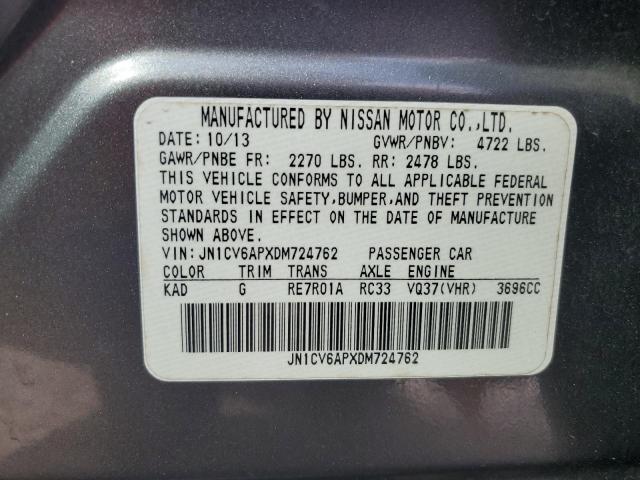 MANUFACTURED BY NISSAN MOTOR CO.,LTD.
DATE: 10/13 GVWR/PNBV: 4722 LBS.
GAWR/PNBE FR: 2270 LBS. RR: 2478 LBS.
THIS VEHICLE CONFORMS TO ALL APPLICABLE FEDERAL
MOTOR VEHICLE SAFETY,BUMPER,AND THEFT PREVENTION
STANDARDS IN EFFECT ON THE DATE OF MANUFACTURE
SHOWN ABOVE.
VIN: JN1CV6APXDM724762 PASSENGER CAR
COLOR TRIM TRANS AXLE ENGINE
KAD G RE7R01A RC33 VQ37(VHR) 3696CC
JN1CV6APXDM724762